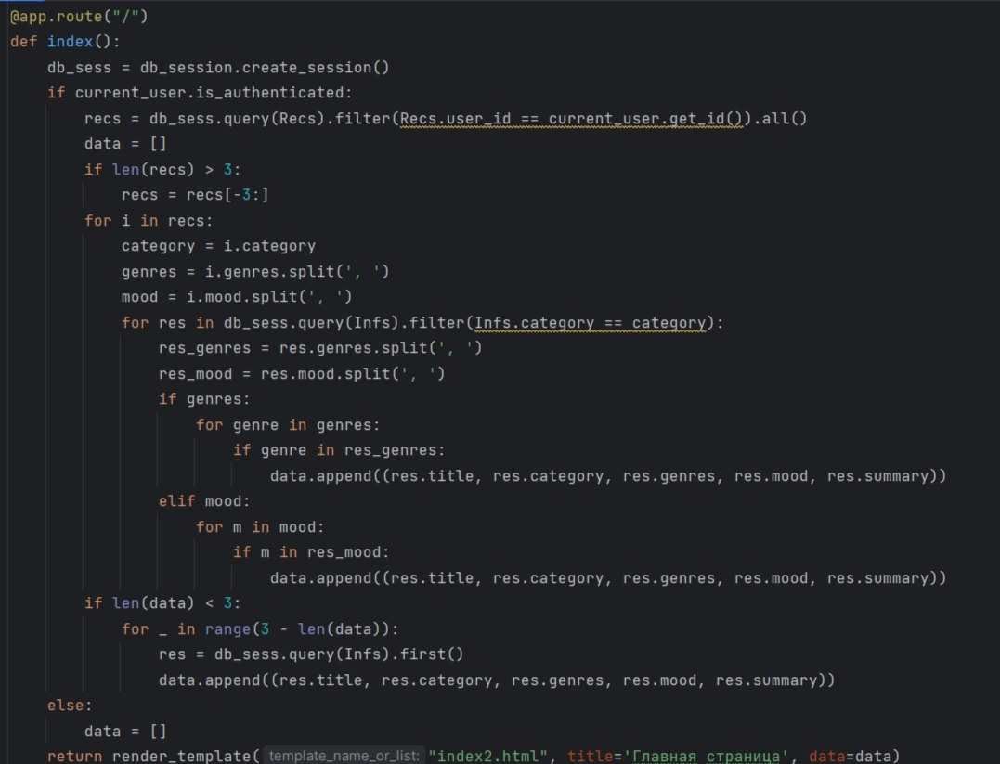 @app.route("/")
def index():
    db_sess = db_session.create_session()
    if current_user.is_authenticated:
        recs = db_sess.query(Recs).filter(Recs.user_id == current_user.get_id()).all()
        data = []
        if len(recs) > 3:
            recs = recs[-3:]
        for i in recs:
            category = i.category
            genres = i.genres.split(', ')
            mood = i.mood.split(', ')
            for res in db_sess.query(Infs).filter(Infs.category == category):
                res_genres = res.genres.split(', ')
                res_mood = res.mood.split(', ')
                if genres:
                    for genre in genres:
                        if genre in res_genres:
                            data.append((res.title, res.category, res.genres, res.mood, res.summary))
                elif mood:
                    for m in mood:
                        if m in res_mood:
                            data.append((res.title, res.category, res.genres, res.mood, res.summary))
        if len(data) < 3:
            for _ in range(3 - len(data)):
                res = db_sess.query(Infs).first()
                data.append((res.title, res.category, res.genres, res.mood, res.summary))
    else:
        data = []
    return render_template( template_name_or_list: "index2.html", title='Главная страница', data=data)